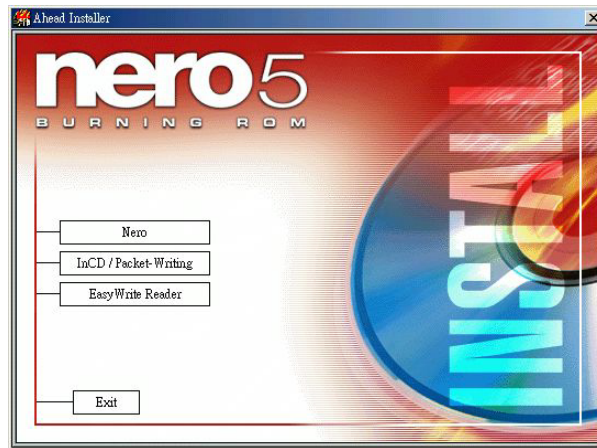 Ahead Installer
nero5
BURNING ROM
INSTALL
Nero
InCD / Packet-Writing
EasyWrite Reader
Exit